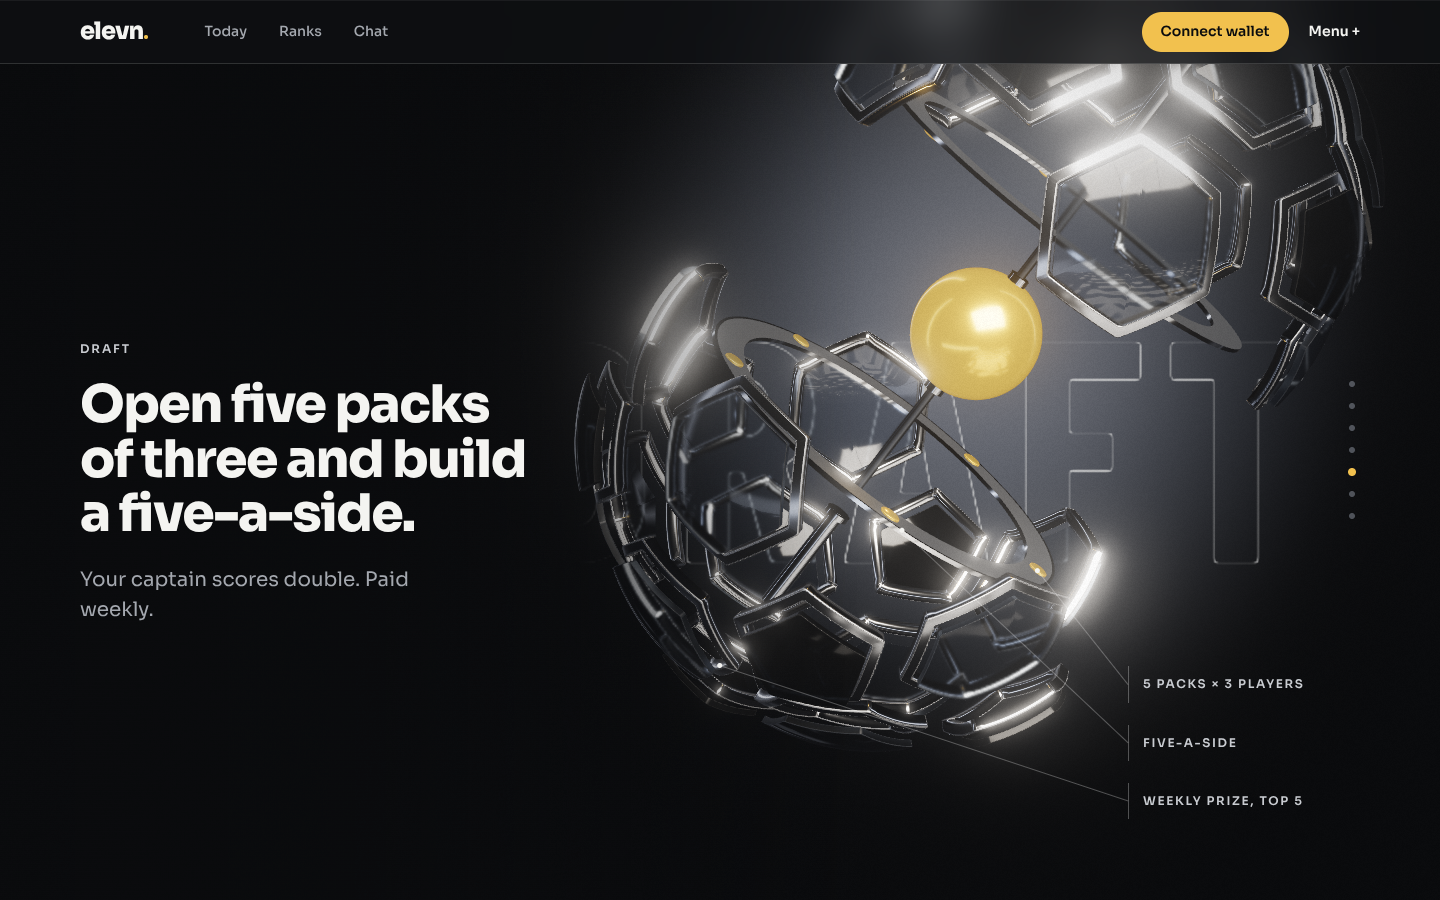 elevn.
Today
Ranks
Chat
Connect wallet
Menu +
DRAFT
Open five packs
of three and build
a five-a-side.
Your captain scores double. Paid
weekly.
DRAFT
5 PACKS × 3 PLAYERS
FIVE-A-SIDE
WEEKLY PRIZE, TOP 5